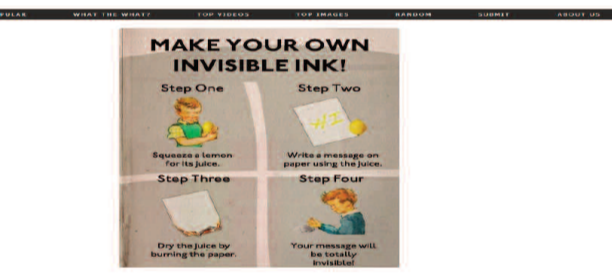 PULAR WHAT THE WHAT? TOP VIDEOS TOP IMAGES RANDOM SUBMIT ABOUT US
MAKE YOUR OWN
INVISIBLE INK!
Step One
Squeeze a lemon
for its juice.
Step Two
Write a message on
paper using the juice.
Step Three
Dry the juice by
burning the paper.
Step Four
Your message will
be totally
invisible!